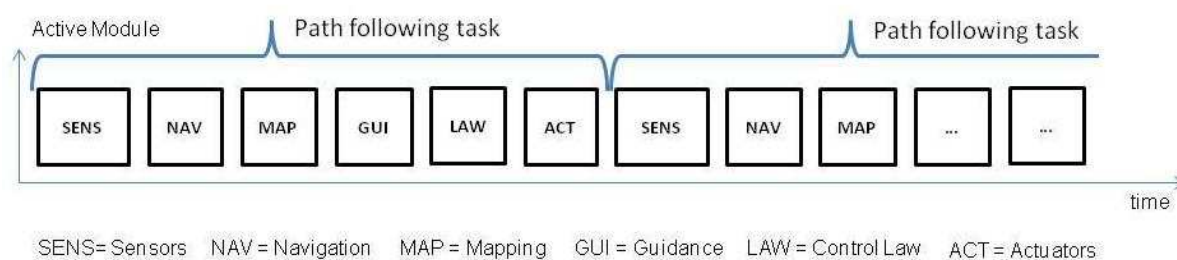 Active Module Path following task Path following task
SENS NAV MAP GUI LAW ACT SENS NAV MAP ... ...
time
SENS= Sensors NAV = Navigation MAP = Mapping GUI = Guidance LAW = Control Law ACT = Actuators